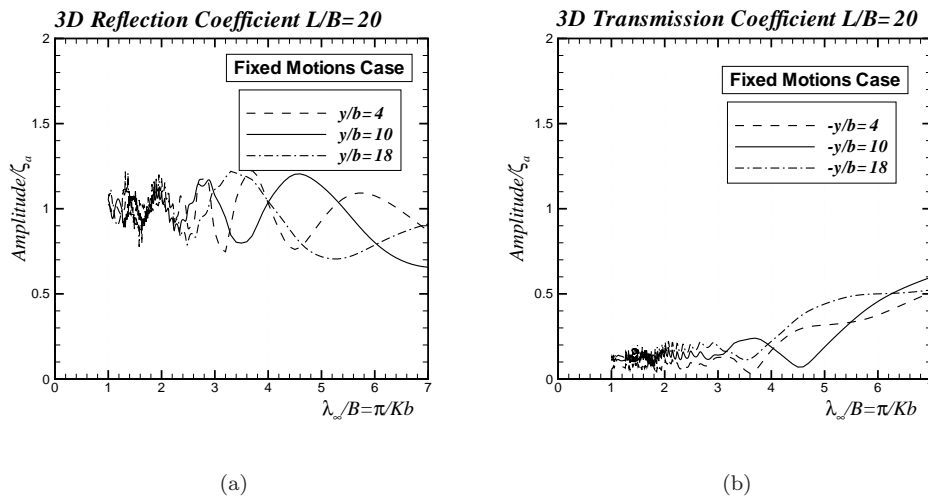 3D Reflection Coefficient L/B=20
Fixed Motions Case
y/b=4
y/b=10
y/b=18
Amplitude/ζa
2
1.5
1
0.5
0
0 1 2 3 4 5 6 7
λ∞/B=π/Kb
(a)
3D Transmission Coefficient L/B=20
Fixed Motions Case
-y/b=4
-y/b=10
-y/b=18
Amplitude/ζa
2
1.5
1
0.5
0
0 1 2 3 4 5 6 7
λ∞/B=π/Kb
(b)